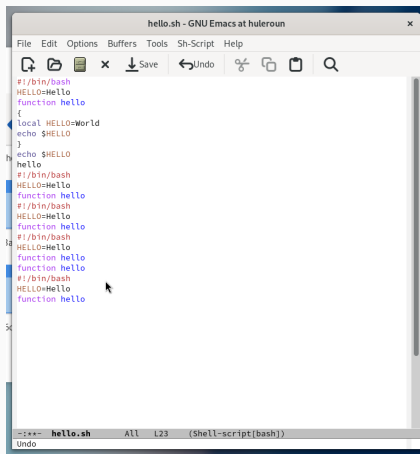 hello.sh - GNU Emacs at huleroun
File Edit Options Buffers Tools Sh-Script Help
Save Undo
#!/bin/bash
HELLO=Hello
function hello
{
local HELLO=World
echo $HELLO
}
echo $HELLO
hello
#!/bin/bash
HELLO=Hello
function hello
#!/bin/bash
HELLO=Hello
function hello
#!/bin/bash
HELLO=Hello
function hello
function hello
#!/bin/bash
HELLO=Hello
function hello
-:**- hello.sh All L23 (Shell-script[bash])
Undo